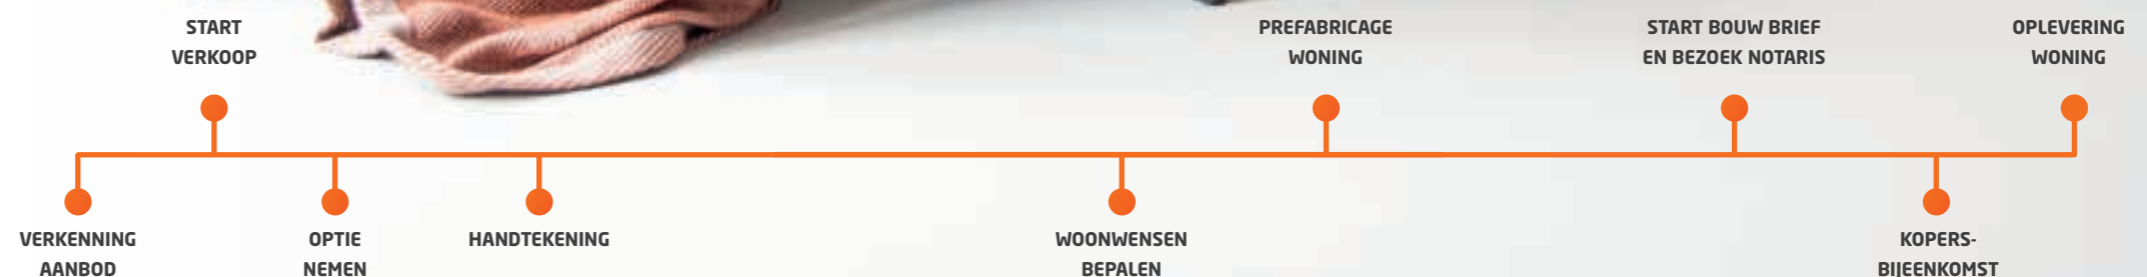 START
VERKOOP
PREFABRICAGE
WONING
START BOUW BRIEF
EN BEZOEK NOTARIS
OPLEVERING
WONING
VERKENNING
AANBOD
OPTIE
NEMEN
HANDTEKENING
WOONWENSEN
BEPALEN
KOPERS-
BIJEENKOMST